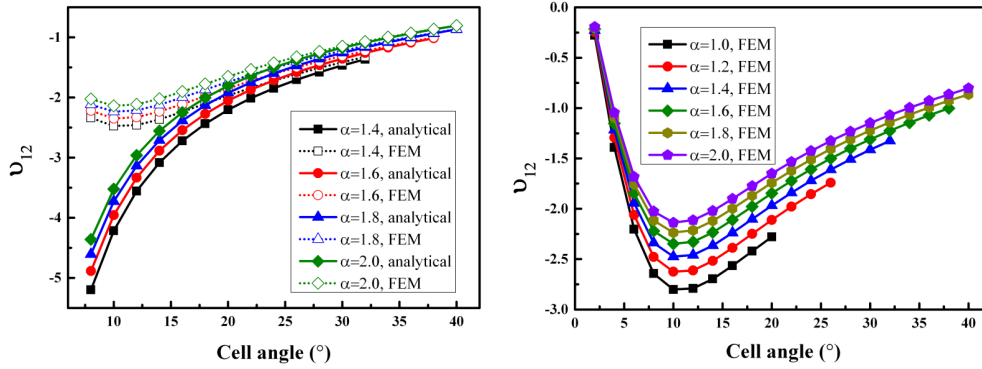 -1
-2
-3
-4
-5
υ12
10
15
20
25
30
35
40
Cell angle (°)
α=1.4, analytical
α=1.4, FEM
α=1.6, analytical
α=1.6, FEM
α=1.8, analytical
α=1.8, FEM
α=2.0, analytical
α=2.0, FEM
0.0
-0.5
-1.0
-1.5
-2.0
-2.5
-3.0
υ12
0
5
10
15
20
25
30
35
40
Cell angle (°)
α=1.0, FEM
α=1.2, FEM
α=1.4, FEM
α=1.6, FEM
α=1.8, FEM
α=2.0, FEM